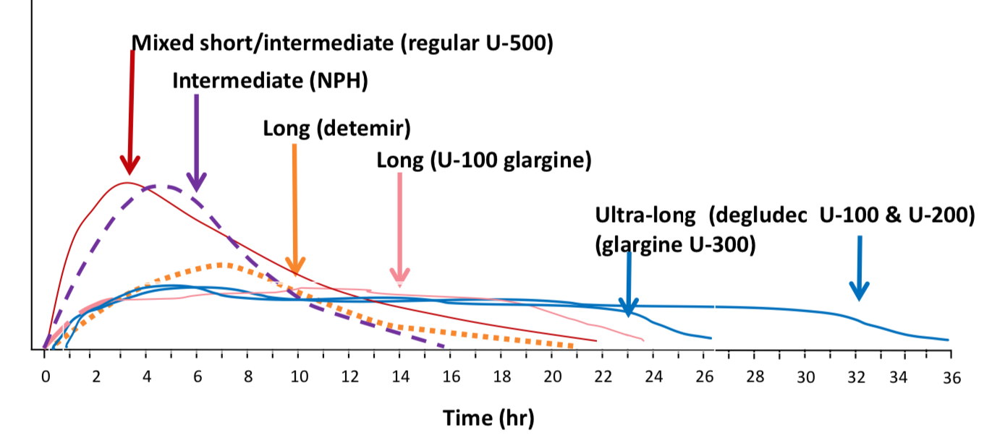 Mixed short/intermediate (regular U-500)
Intermediate (NPH)
Long (detemir)
Long (U-100 glargine)
Ultra-long (degludec U-100 & U-200)
(glargine U-300)
0 2 4 6 8 10 12 14 16 18 20 22 24 26 28 30 32 34 36
Time (hr)